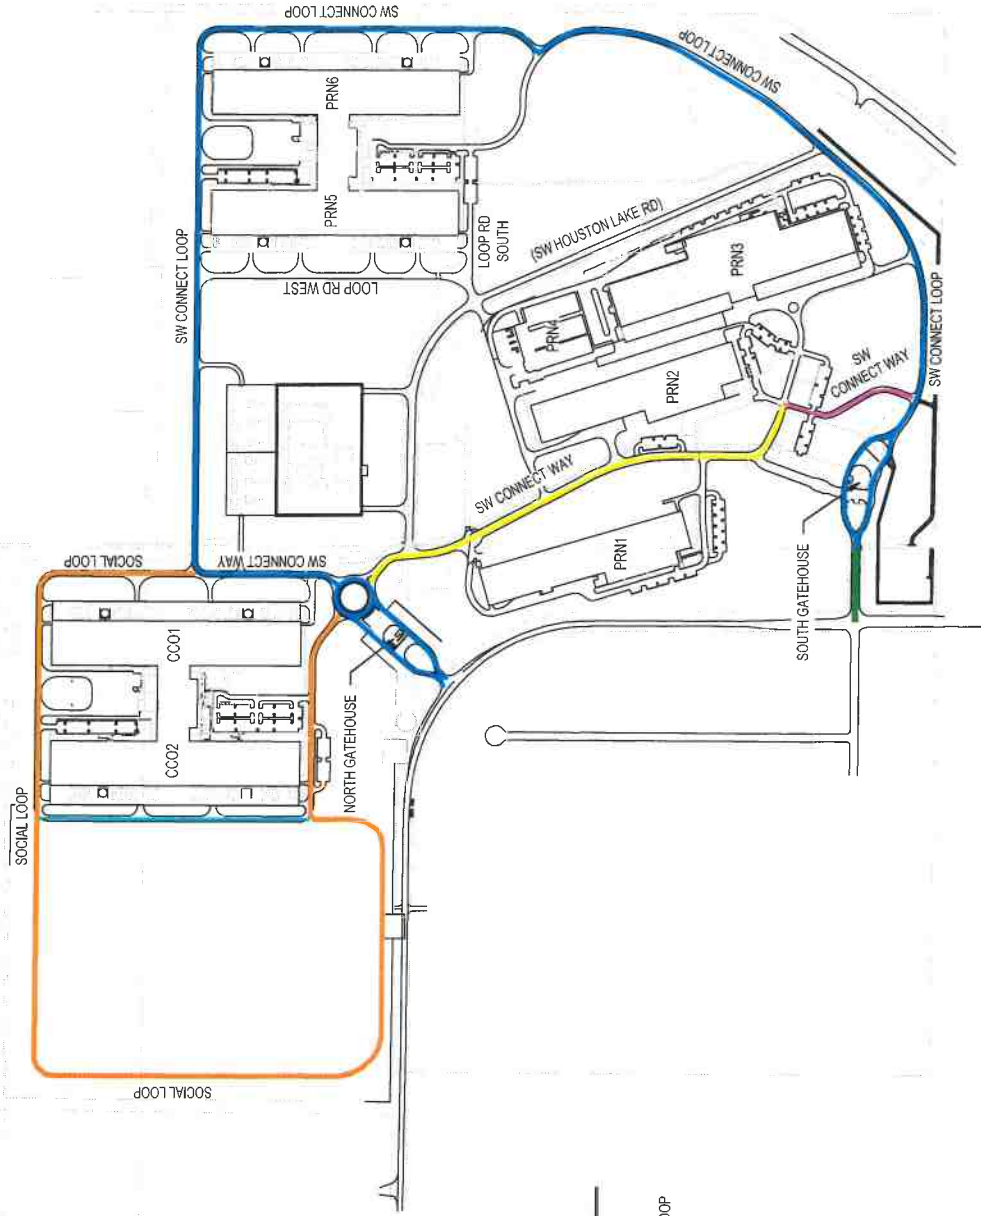 SW CONNECT LOOP
SW CONNECT LOOP
PRN6
PRN5
SW CONNECT LOOP
LOOP RD
SOUTH
LOOP RD WEST
(SW HOUSTON LAKE RD)
PRN3
PRN4
PRN2
SW
CONNECT WAY
SW CONNECT LOOP
SW CONNECT WAY
PRN1
SOCIAL LOOP
SW CONNECT WAY
CCO1
CCO2
NORTH GATEHOUSE
SOUTH GATEHOUSE
SOCIAL LOOP
SOCIAL LOOP
OOP